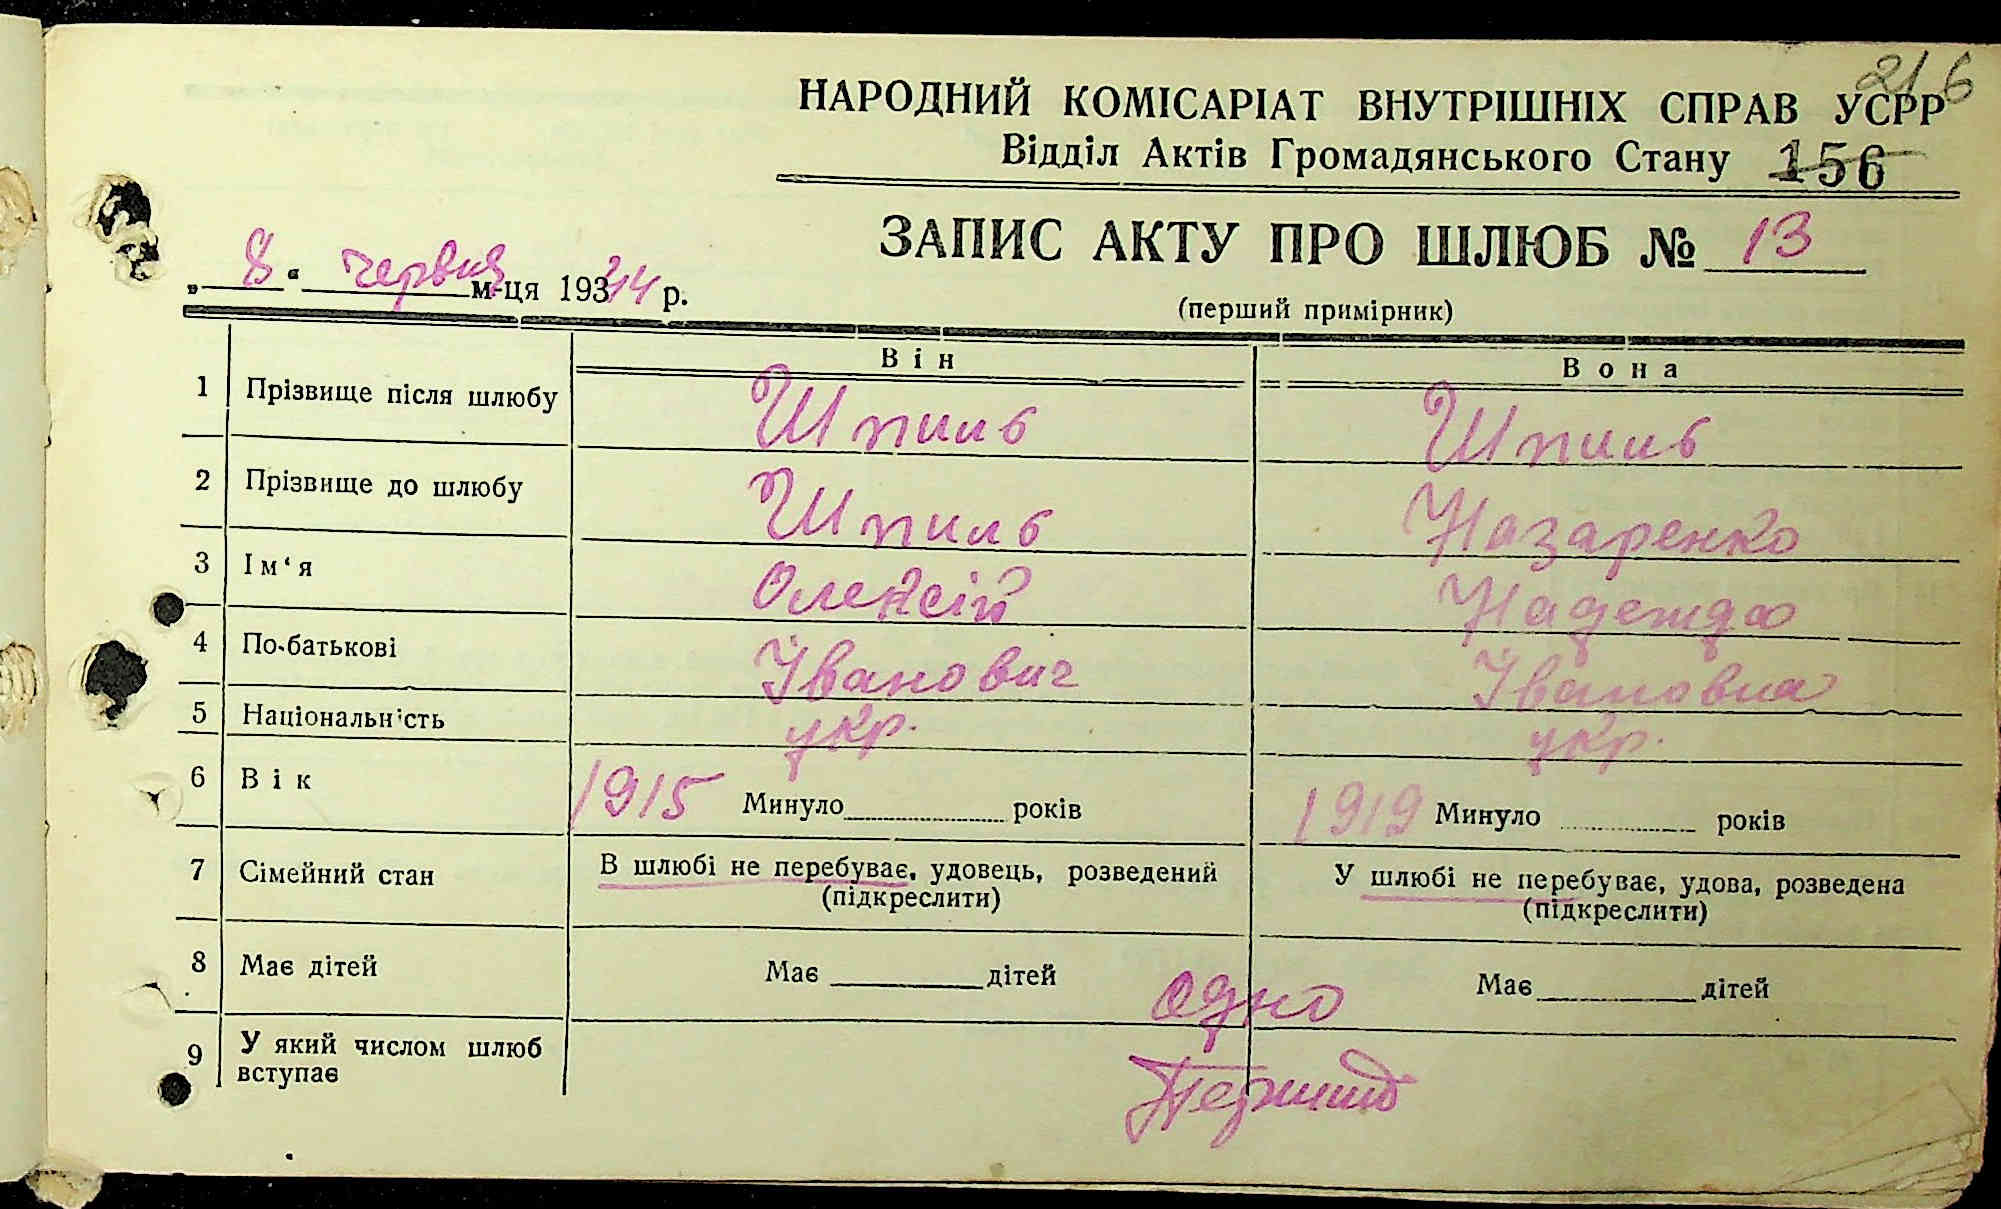 216
НАРОДНИЙ КОМІСАРІАТ ВНУТРІШНІХ СПРАВ УСРР
Відділ Актів Громадянського Стану 156
ЗАПИС АКТУ ПРО ШЛЮБ № 13
„8“ червня м-ця 193 р.
(перший примірник)
Він Вона
1 Прізвище після шлюбу Шпиль Шпиль
2 Прізвище до шлюбу Шпиль Назаренко
3 Ім‘я Олексій Надежда
4 По-батькові Іванович Івановна
5 Національність укр. укр.
6 Вік 1915 Минуло років 1919 Минуло років
7 Сімейний стан В шлюбі не перебуває, удовець, розведений У шлюбі не перебуває, удова, розведена
(підкреслити) (підкреслити)
8 Має дітей Має дітей одно Має дітей
9 У який числом шлюб
вступає Перший